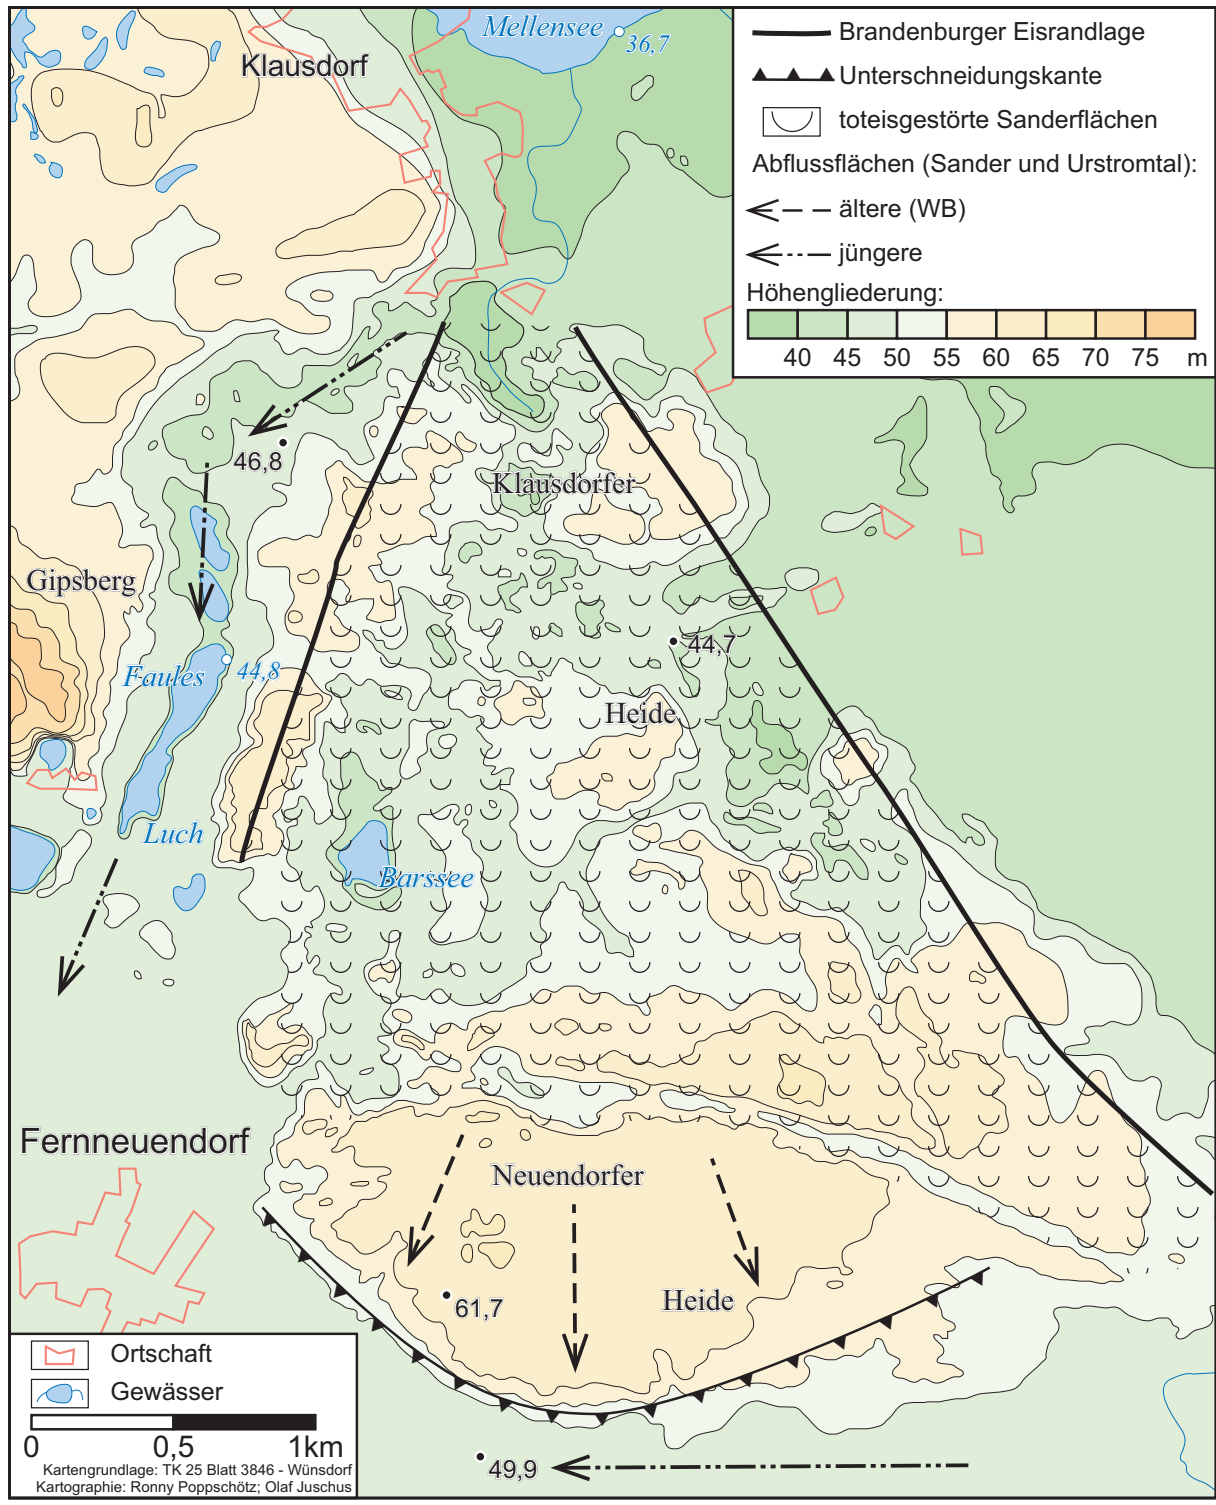 Mellensee
36,7
Klausdorf
Brandenburger Eisrandlage
Unterschneidungskante
toteisgestörte Sanderflächen
Abflussflächen (Sander und Urstromtal):
ältere (WB)
jüngere
Höhengliederung:
40 45 50 55 60 65 70 75 m
46,8
Klausdorfer
Gipsberg
44,7
Faules
44,8
Heide
Luch
Barssee
Fernneuendorf
Neuendorfer
61,7
Heide
Ortschaft
Gewässer
0 0,5 1km
Kartengrundlage: TK 25 Blatt 3846 - Wünsdorf
Kartographie: Ronny Poppschötz; Olaf Juschus
49,9